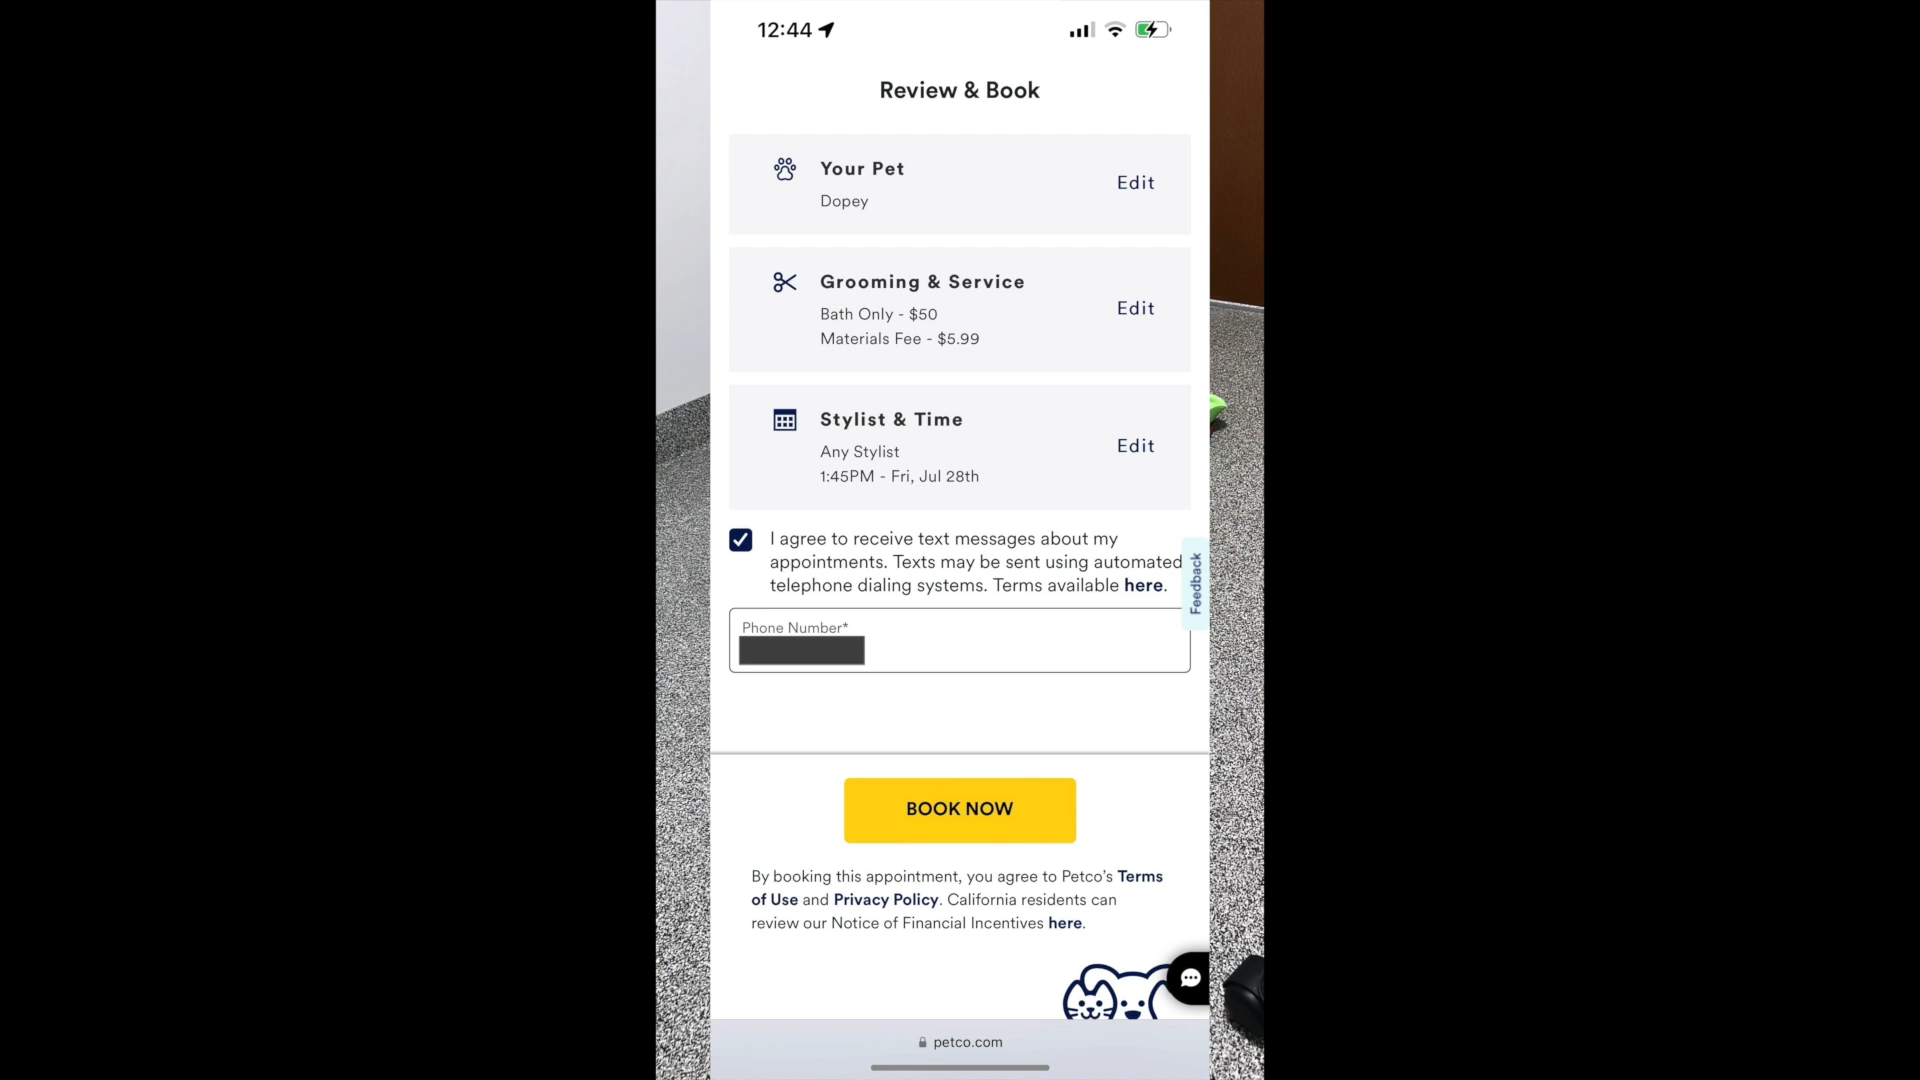 12:44
Review & Book
Your Pet
Dopey
Edit
Grooming & Service
Bath Only - $50
Materials Fee - $5.99
Edit
Stylist & Time
Any Stylist
1:45PM - Fri, Jul 28th
Edit
I agree to receive text messages about my
appointments. Texts may be sent using automated
telephone dialing systems. Terms available here.
Feedback
Phone Number*
BOOK NOW
By booking this appointment, you agree to Petco’s Terms
of Use and Privacy Policy. California residents can
review our Notice of Financial Incentives here.
petco.com